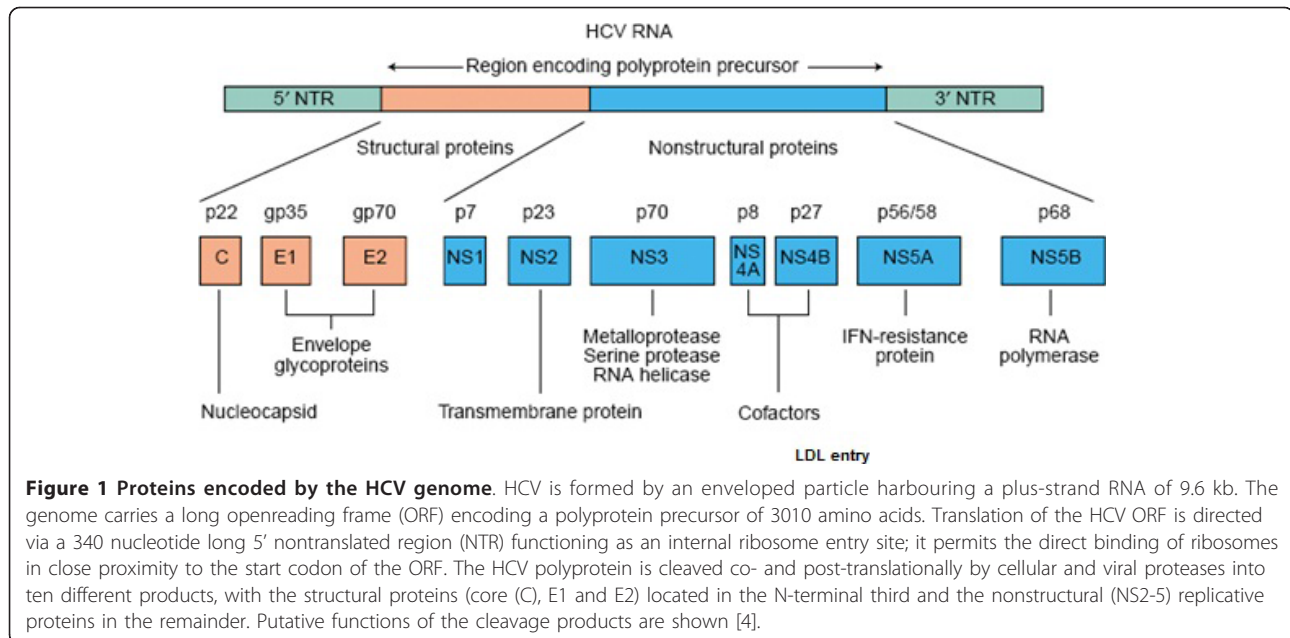 HCV RNA
Region encoding polyprotein precursor
5′ NTR
3′ NTR
Structural proteins
Nonstructural proteins
p22 gp35 gp70 p7 p23 p70 p8 p27 p56/58 p68
C E1 E2 NS1 NS2 NS3 NS 4A NS4B NS5A NS5B
Envelope
glycoproteins
Metalloprotease
Serine protease
RNA helicase
IFN-resistance
protein
RNA
polymerase
Nucleocapsid
Transmembrane protein
Cofactors
LDL entry
Figure 1 Proteins encoded by the HCV genome. HCV is formed by an enveloped particle harbouring a plus-strand RNA of 9.6 kb. The
genome carries a long openreading frame (ORF) encoding a polyprotein precursor of 3010 amino acids. Translation of the HCV ORF is directed
via a 340 nucleotide long 5′ nontranslated region (NTR) functioning as an internal ribosome entry site; it permits the direct binding of ribosomes
in close proximity to the start codon of the ORF. The HCV polyprotein is cleaved co- and post-translationally by cellular and viral proteases into
ten different products, with the structural proteins (core (C), E1 and E2) located in the N-terminal third and the nonstructural (NS2-5) replicative
proteins in the remainder. Putative functions of the cleavage products are shown [4].